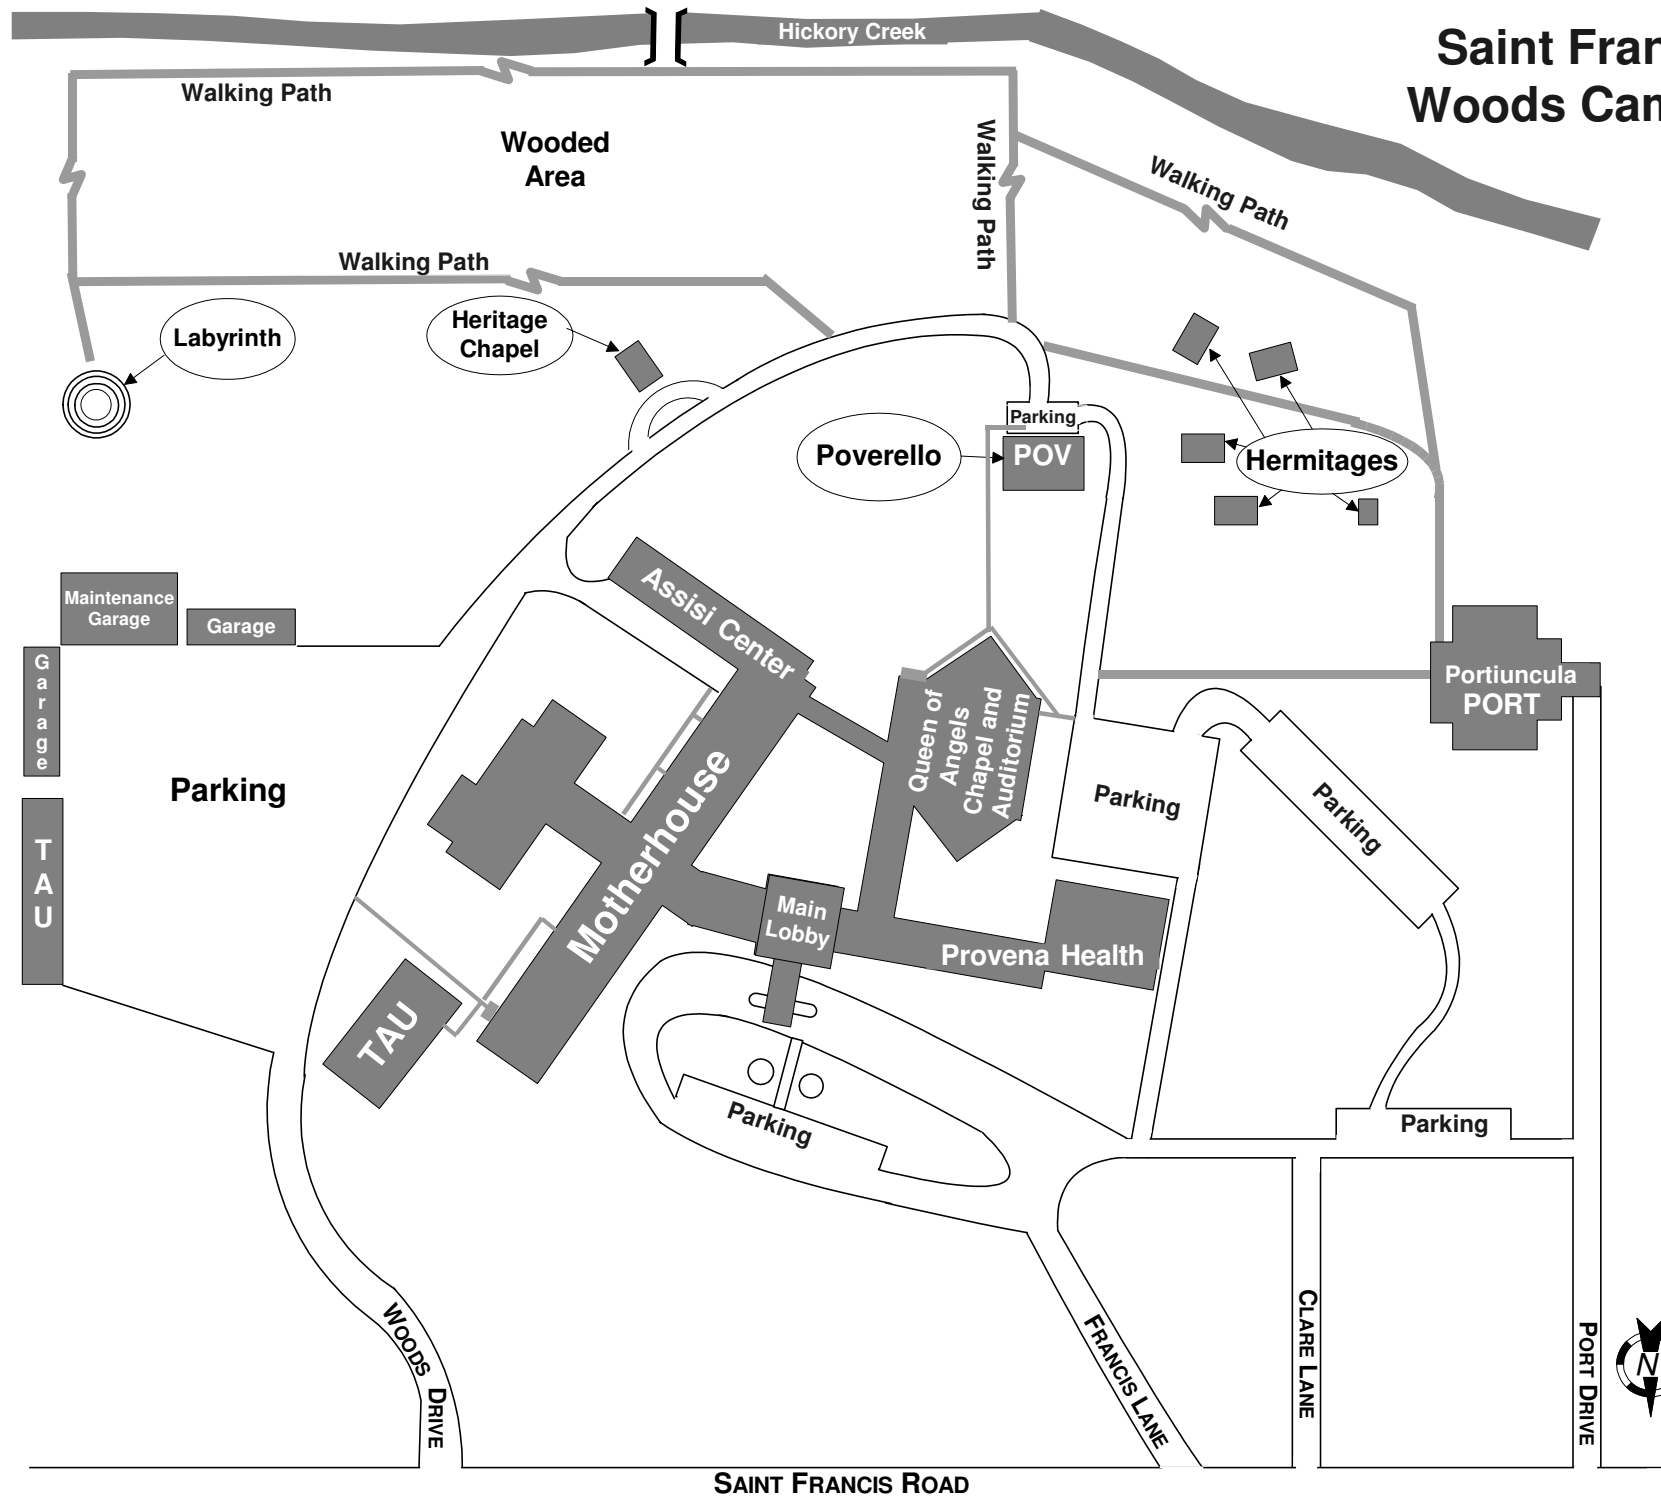 Hickory Creek
Saint Fran
Woods Cam
Walking Path
Wooded
Area
Walking Path
Walking Path
Walking Path
Labyrinth
Heritage
Chapel
Parking
Poverello
POV
Hermitages
Assisi Center
Maintenance
Garage
Garage
Garage
Parking
TAU
Motherhouse
Queen of
Angels
Chapel and
Auditorium
Portiuncula
PORT
Parking
Parking
Main
Lobby
Provena Health
TAU
Parking
Parking
WOODS DRIVE
FRANCIS LANE
CLARE LANE
PORT DRIVE
N
SAINT FRANCIS ROAD